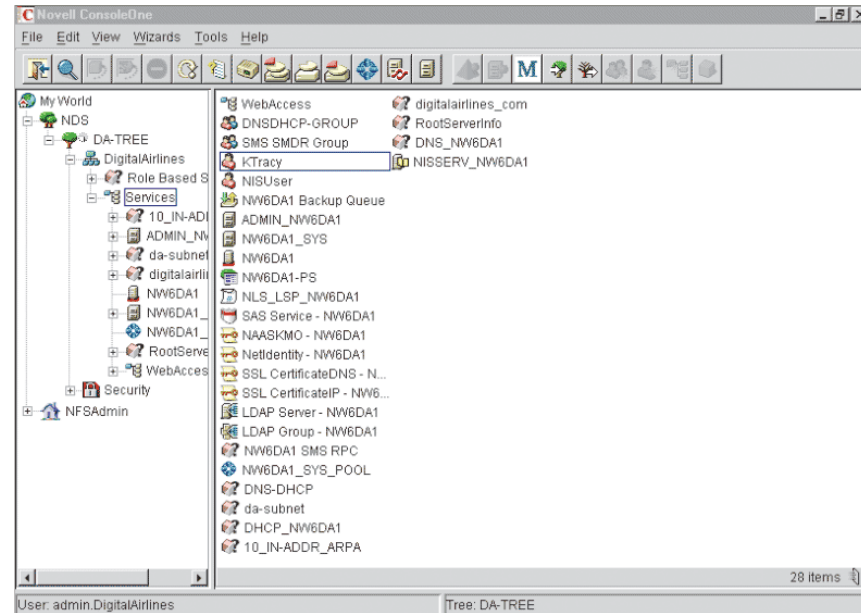 Novell ConsoleOne
File Edit View Wizards Tools Help
My World
NDS
DA-TREE
DigitalAirlines
Role Based S
Services
10_IN-ADI
ADMIN_NW
da-subnet
digitalairli
NW6DA1
NW6DA1_
NW6DA1_
RootServe
WebAcces
Security
NFSAdmin
WebAccess
DNSDHCP-GROUP
SMS SMDR Group
KTracy
NISUser
NW6DA1 Backup Queue
ADMIN_NW6DA1
NW6DA1_SYS
NW6DA1
NW6DA1-PS
NLS_LSP_NW6DA1
SAS Service - NW6DA1
NAASKMO - NW6DA1
NetIdentity - NW6DA1
SSL CertificateDNS - N...
SSL CertificateIP - NW6...
LDAP Server - NW6DA1
LDAP Group - NW6DA1
NW6DA1 SMS RPC
NW6DA1_SYS_POOL
DNS-DHCP
da-subnet
DHCP_NW6DA1
10_IN-ADDR_ARPA
digitalairlines_com
RootServerInfo
DNS_NW6DA1
NISSERV_NW6DA1
28 items
User: admin.DigitalAirlines
Tree: DA-TREE